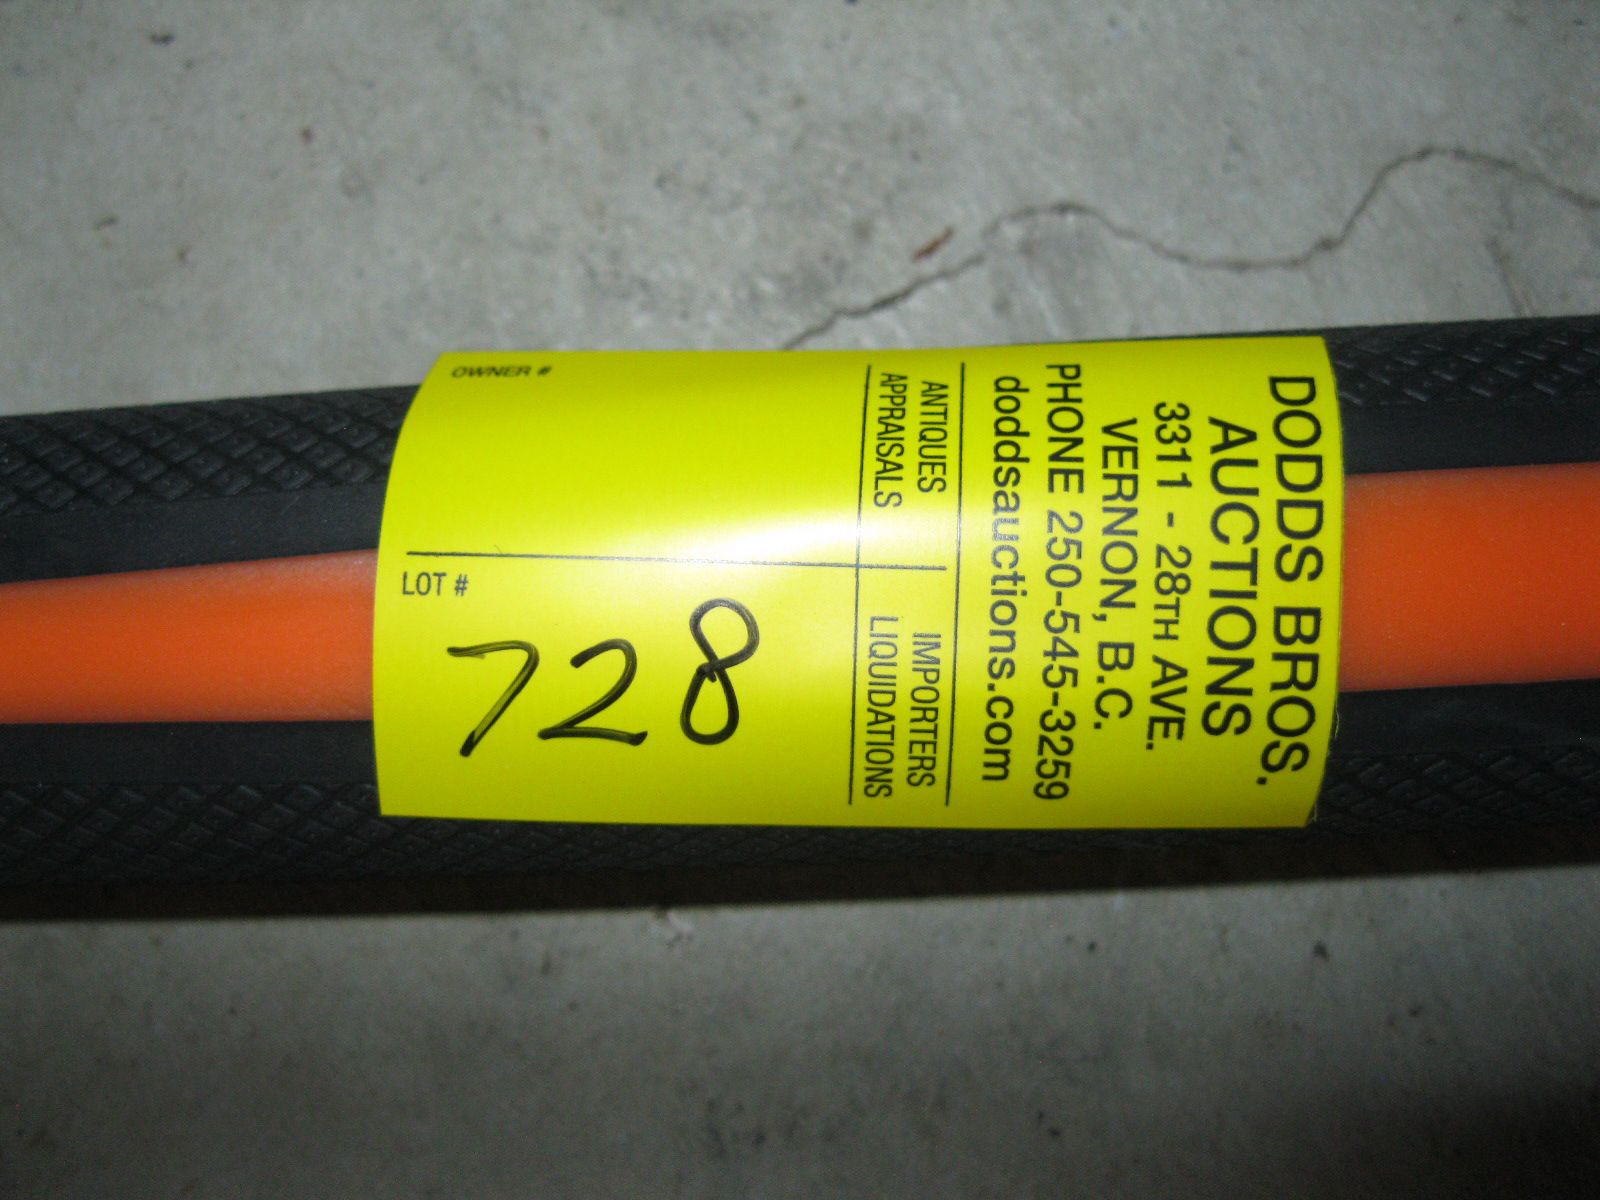 DODDS BROS.
AUCTIONS
3311 - 28TH AVE.
VERNON, B.C.
PHONE 250-545-3259
doddsauctions.com
ANTIQUES
APPRAISALS
IMPORTERS
LIQUIDATIONS
OWNER #
LOT #
728